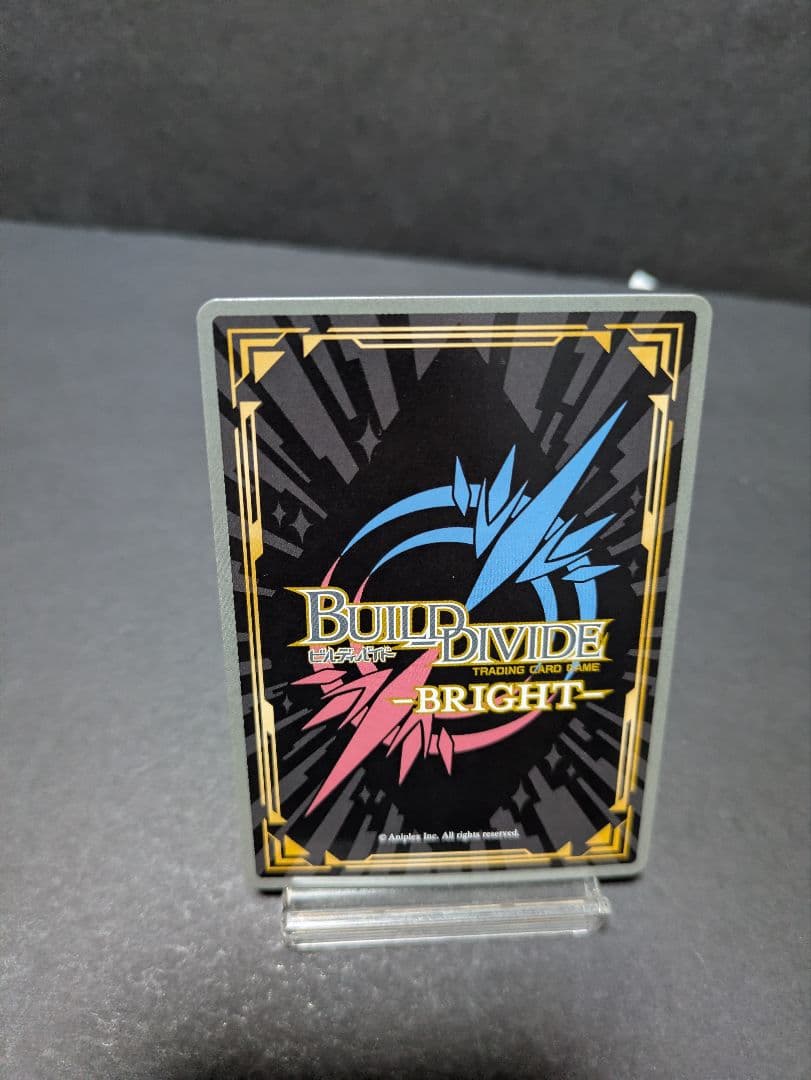 BUILD DIVIDE
ビルディバイド
TRADING CARD GAME
-BRIGHT-
© Aniplex Inc. All rights reserved.